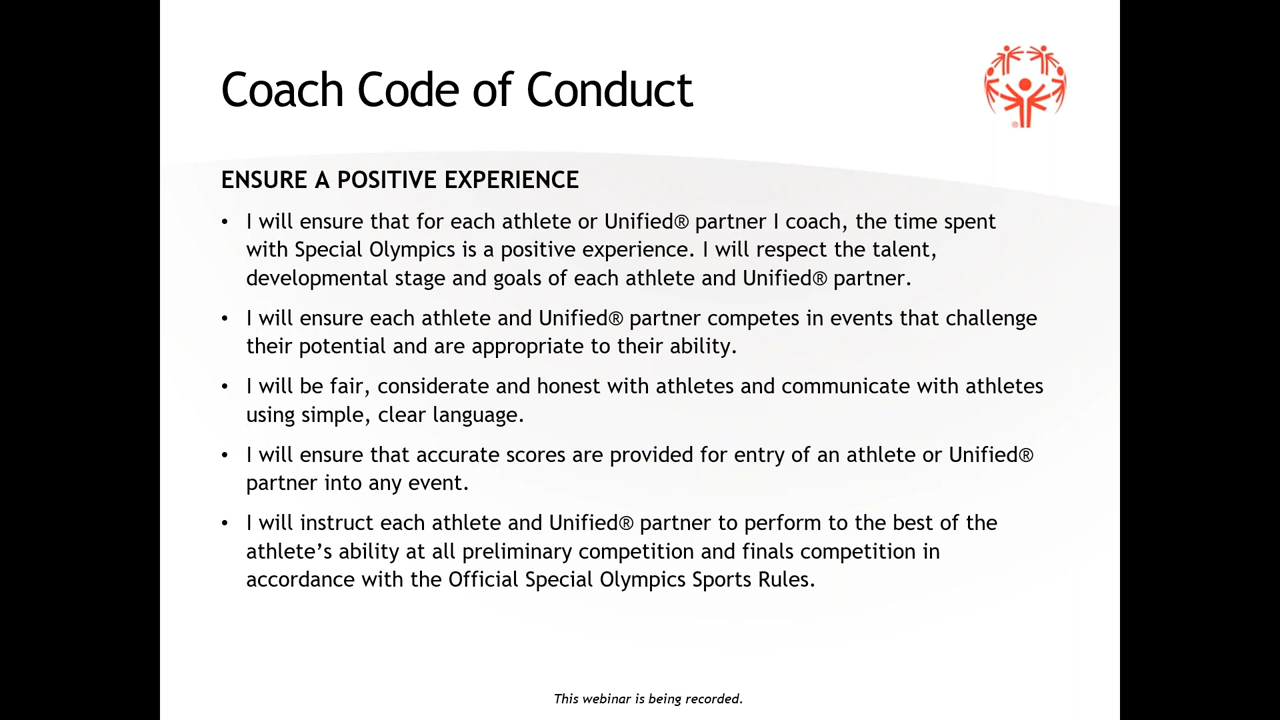 Coach Code of Conduct
®
ENSURE A POSITIVE EXPERIENCE
• I will ensure that for each athlete or Unified® partner I coach, the time spent
with Special Olympics is a positive experience. I will respect the talent,
developmental stage and goals of each athlete and Unified® partner.
• I will ensure each athlete and Unified® partner competes in events that challenge
their potential and are appropriate to their ability.
• I will be fair, considerate and honest with athletes and communicate with athletes
using simple, clear language.
• I will ensure that accurate scores are provided for entry of an athlete or Unified®
partner into any event.
• I will instruct each athlete and Unified® partner to perform to the best of the
athlete’s ability at all preliminary competition and finals competition in
accordance with the Official Special Olympics Sports Rules.
This webinar is being recorded.